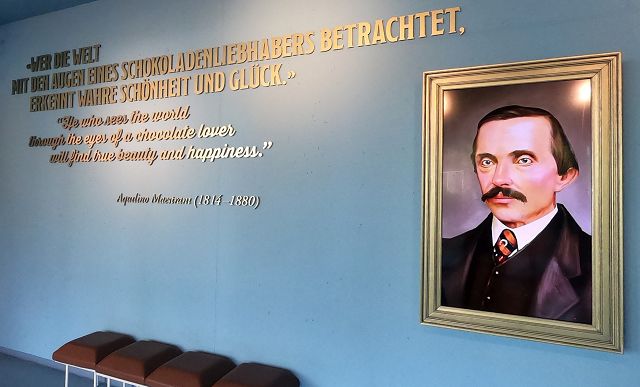 «WER DIE WELT
MIT DEN AUGEN EINES SCHOKOLADENLIEBHABERS BETRACHTET,
ERKENNT WAHRE SCHÖNHEIT UND GLÜCK.»
“He who sees the world
through the eyes of a chocolate lover
will find true beauty and happiness.”
Aquilino Maestrani (1814–1880)